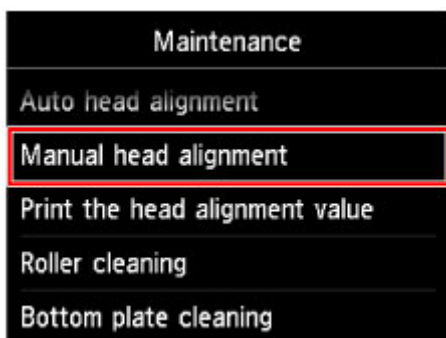 Maintenance
Auto head alignment
Manual head alignment
Print the head alignment value
Roller cleaning
Bottom plate cleaning